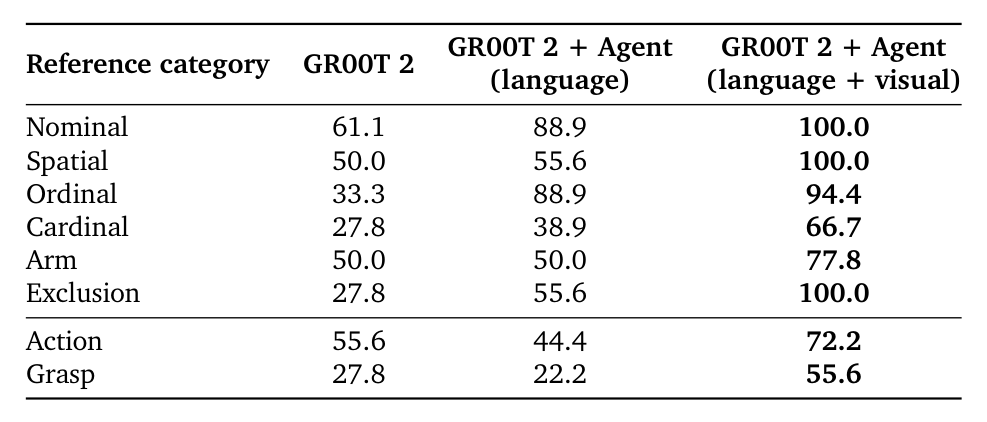 Reference category GR00T 2 GR00T 2 + Agent (language) GR00T 2 + Agent (language + visual)
Nominal 61.1 88.9 100.0
Spatial 50.0 55.6 100.0
Ordinal 33.3 88.9 94.4
Cardinal 27.8 38.9 66.7
Arm 50.0 50.0 77.8
Exclusion 27.8 55.6 100.0
Action 55.6 44.4 72.2
Grasp 27.8 22.2 55.6